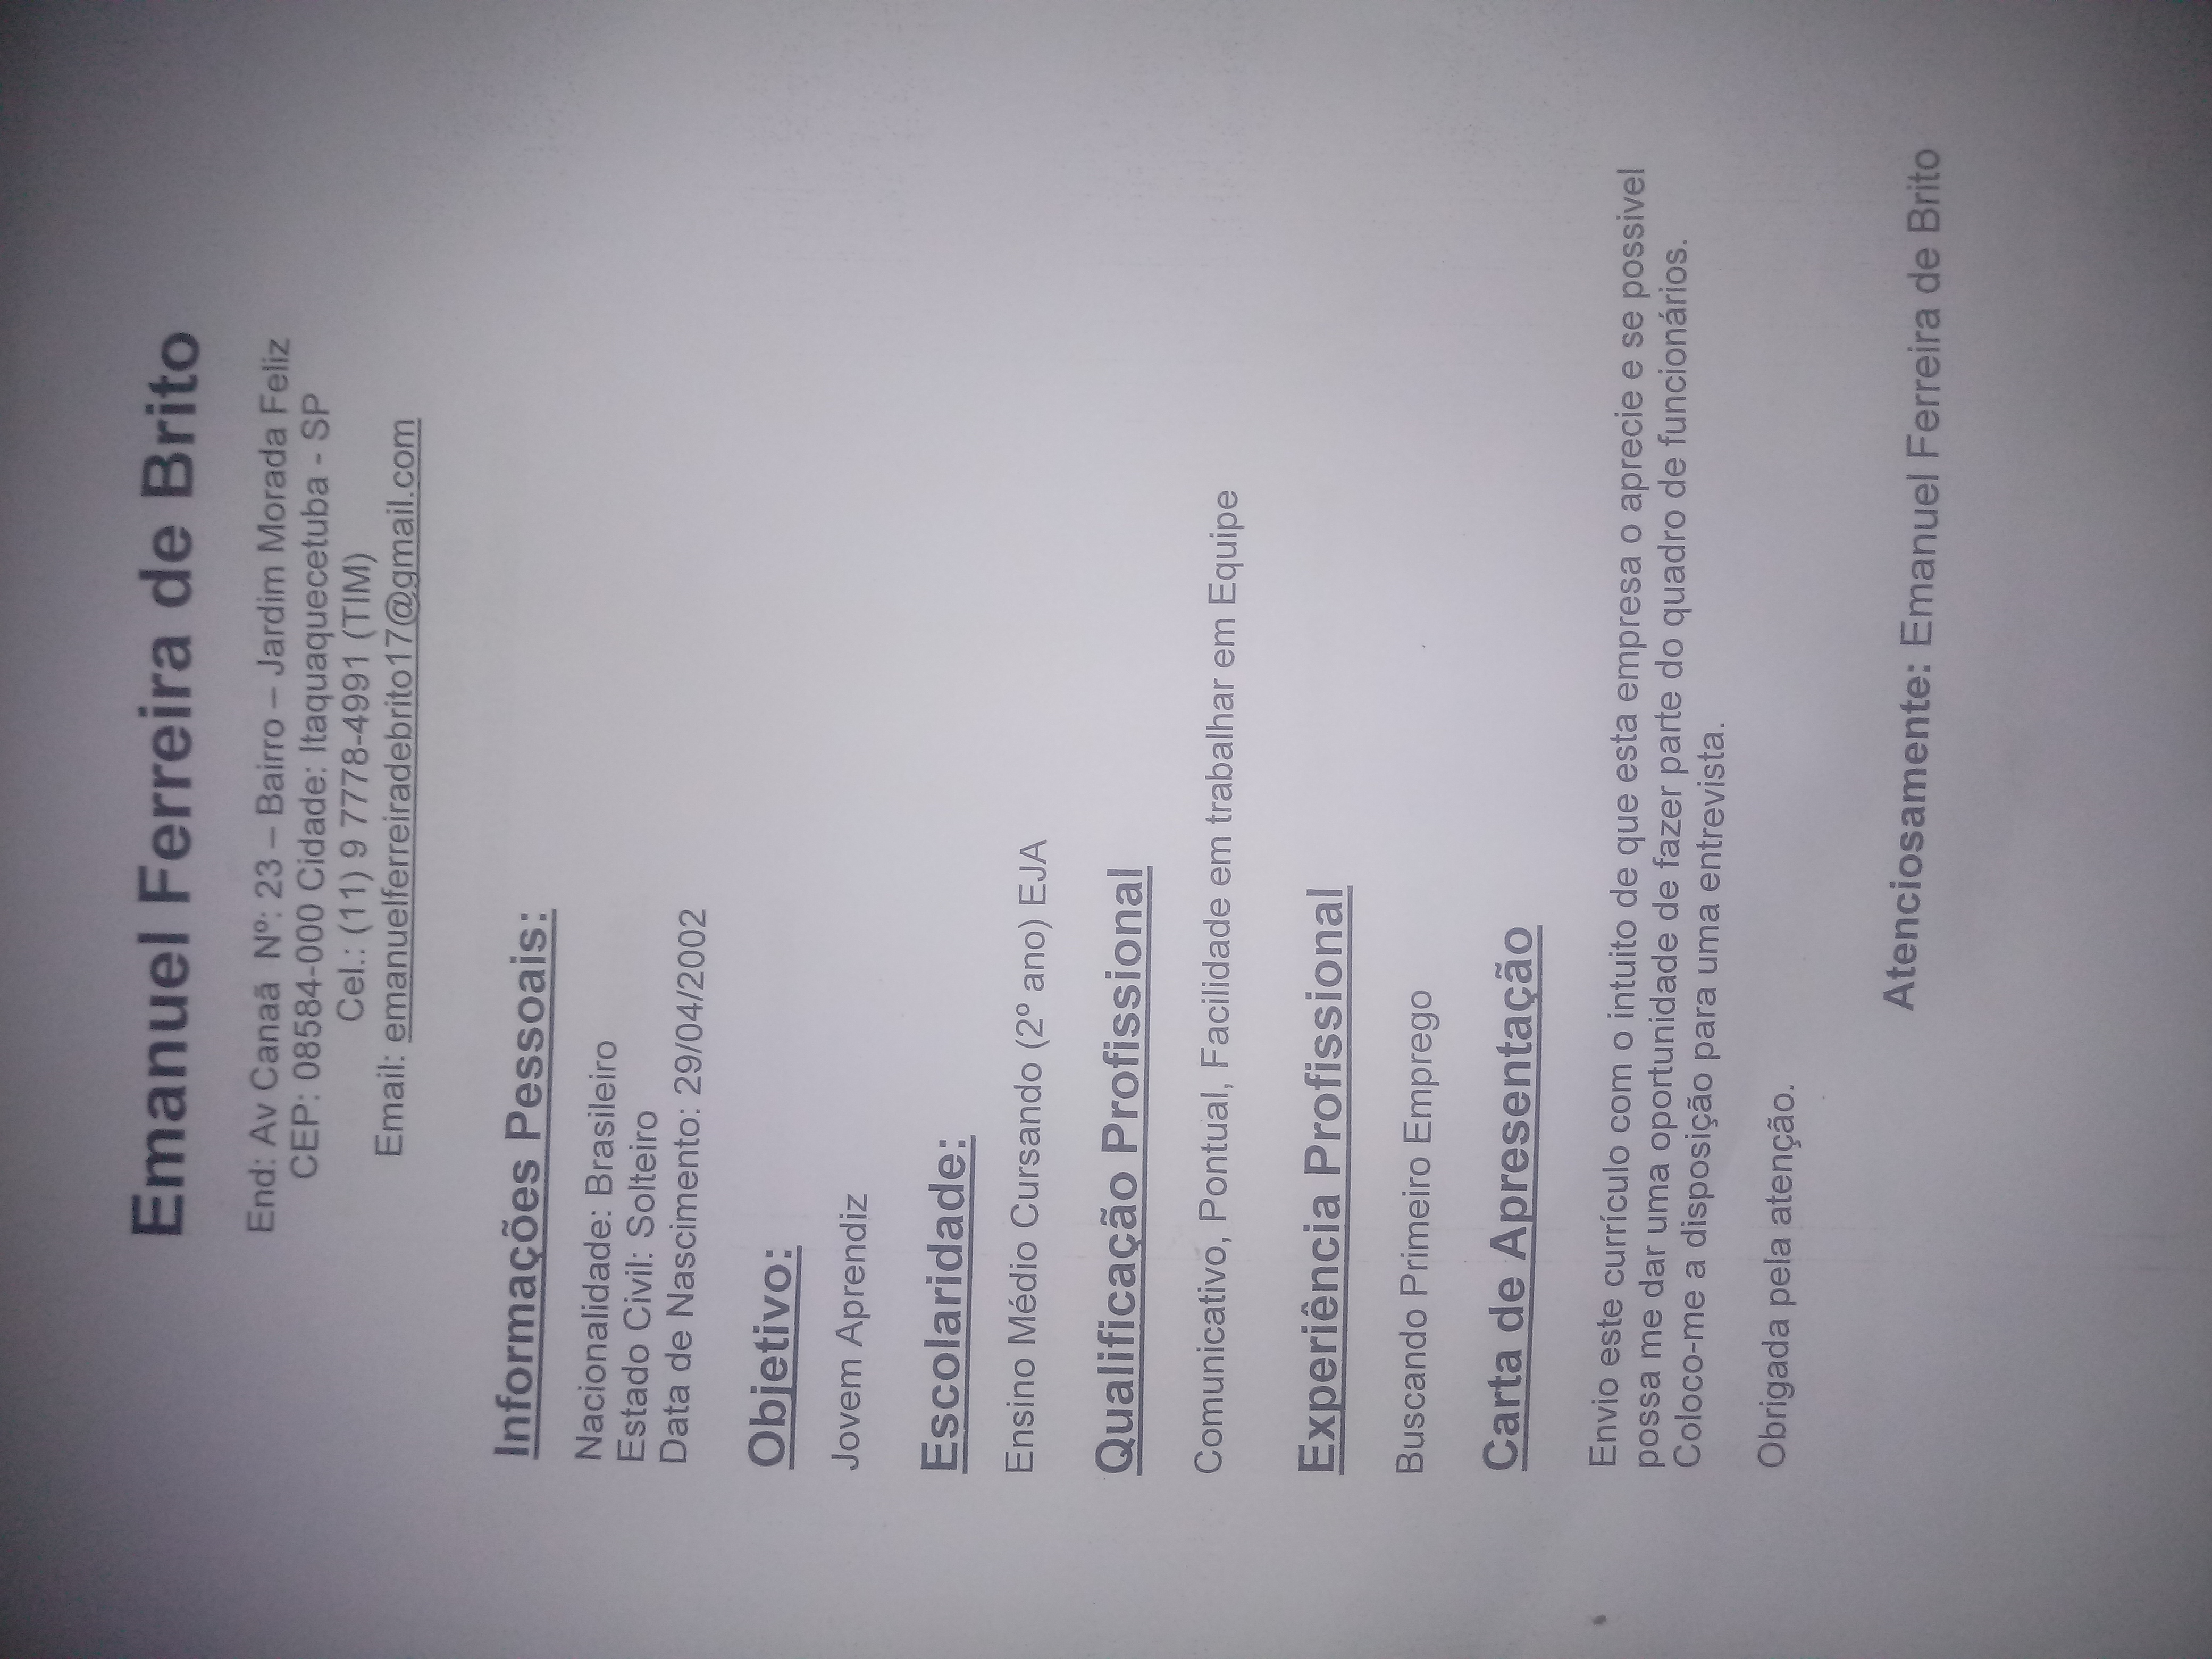 Emanuel Ferreira de Brito
End: Av Canaã Nº: 23 – Bairro – Jardim Morada Feliz
CEP: 08584-000 Cidade: Itaquaquecetuba - SP
Cel.: (11) 9 7778-4991 (TIM)
Email: emanuelferreiradebrito17@gmail.com
Informações Pessoais:
Nacionalidade: Brasileiro
Estado Civil: Solteiro
Data de Nascimento: 29/04/2002
Objetivo:
Jovem Aprendiz
Escolaridade:
Ensino Médio Cursando (2º ano) EJA
Qualificação Profissional
Comunicativo, Pontual, Facilidade em trabalhar em Equipe
Experiência Profissional
Buscando Primeiro Emprego
Carta de Apresentação
Envio este currículo com o intuito de que esta empresa o aprecie e se possivel
possa me dar uma oportunidade de fazer parte do quadro de funcionários.
Coloco-me a disposição para uma entrevista.
Obrigada pela atenção.
Atenciosamente: Emanuel Ferreira de Brito